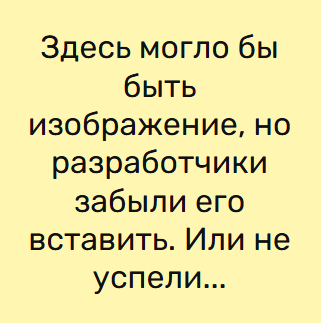 Здесь могло бы
быть
изображение, но
разработчики
забыли его
вставить. Или не
успели...